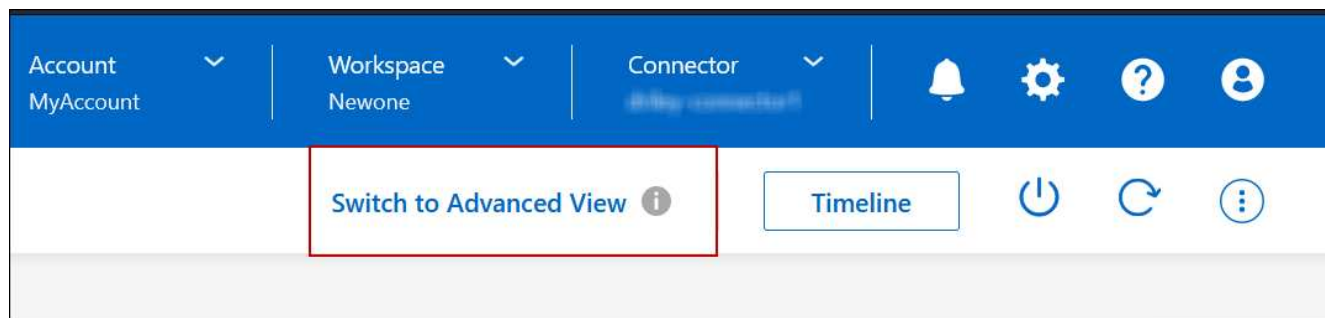 Account
MyAccount
Workspace
Newone
Connector
Switch to Advanced View
Timeline